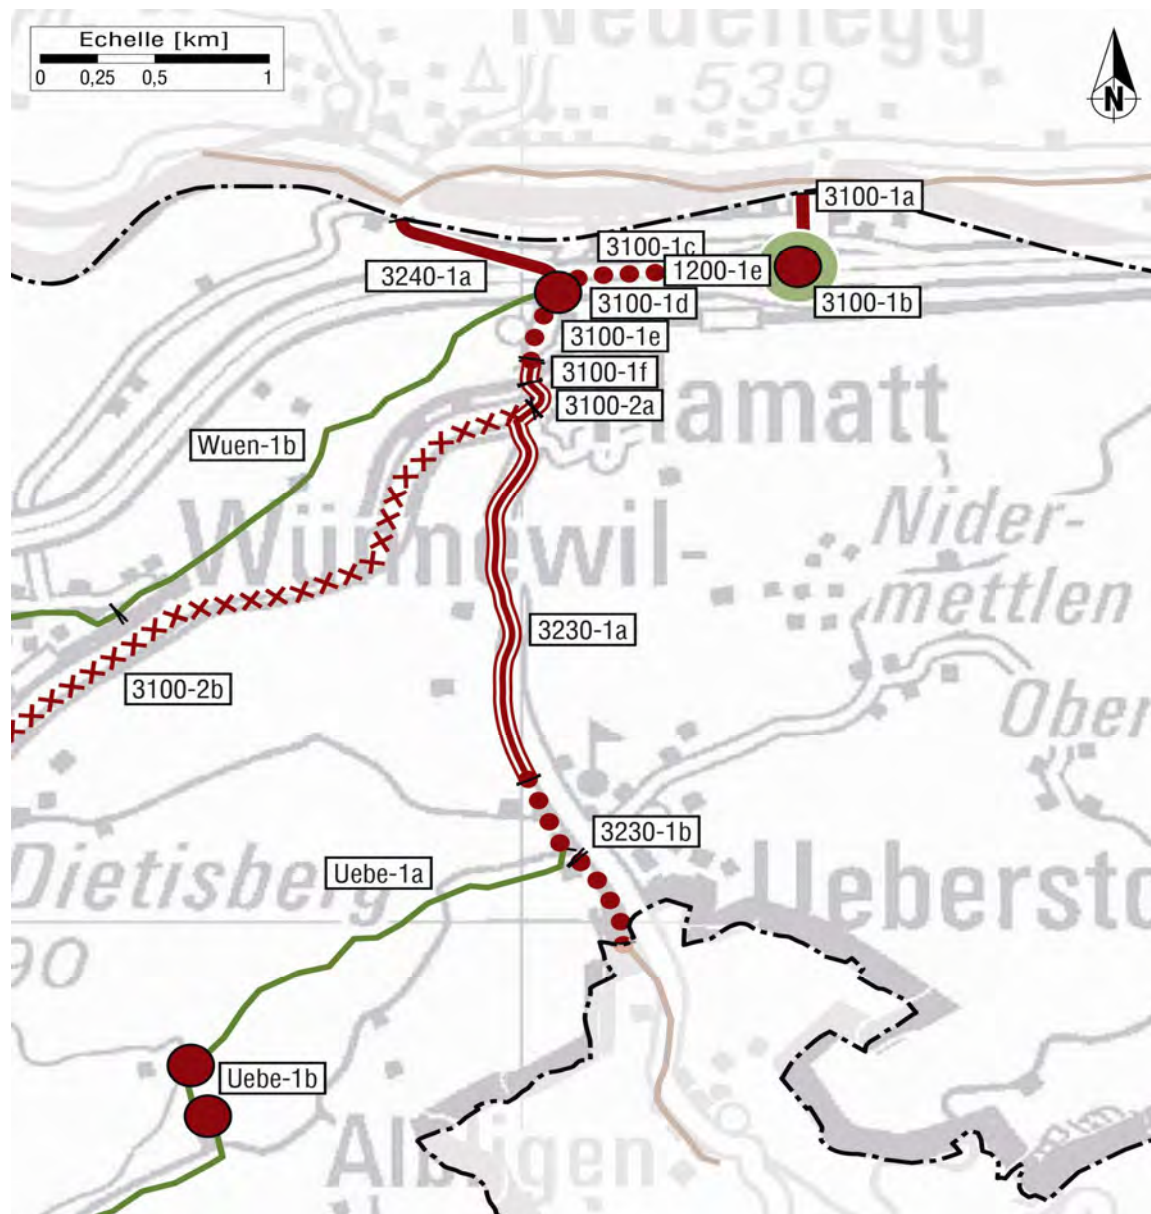 Neuenegg
Echelle [km]
0 0,25 0,5 1
539
N
3100-1a
3100-1c
1200-1e
3240-1a
3100-1d
3100-1b
3100-1e
3100-1f
3100-2a
Wuen-1b
Nider-
mettlen
3230-1a
3100-2b
Ober
3230-1b
Uebe-1a
Dietisberg
Uebersto
90
Uebe-1b